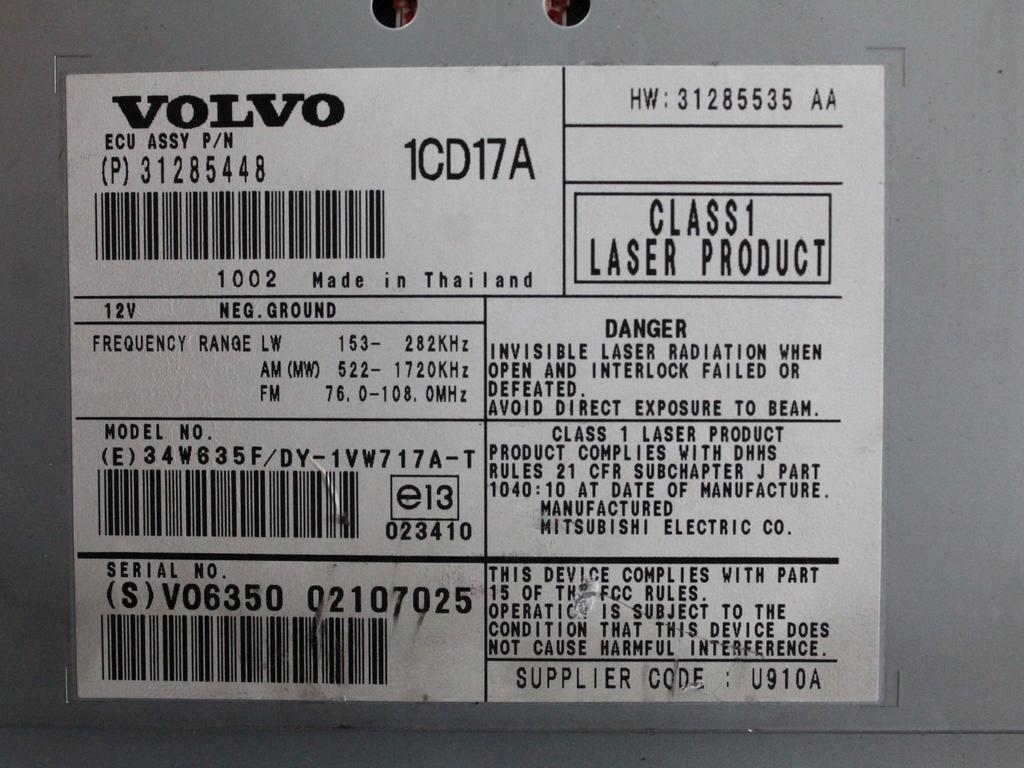 VOLVO
ECU ASSY P/N
(P) 31285448
1CD17A
1002 Made in Thailand
HW: 31285535 AA
CLASS1
LASER PRODUCT
12V NEG. GROUND
FREQUENCY RANGE LW 153- 282KHz
AM (MW) 522- 1720KHz
FM 76.0-108.0MHz
MODEL NO.
(E) 34W635F/DY-1VW717A-T
e13
023410
SERIAL NO.
(S) VO6350 02107025
DANGER
INVISIBLE LASER RADIATION WHEN
OPEN AND INTERLOCK FAILED OR
DEFEATED.
AVOID DIRECT EXPOSURE TO BEAM.
CLASS 1 LASER PRODUCT
PRODUCT COMPLIES WITH DHHS
RULES 21 CFR SUBCHAPTER J PART
1040:10 AT DATE OF MANUFACTURE.
MANUFACTURED
MITSUBISHI ELECTRIC CO.
THIS DEVICE COMPLIES WITH PART
15 OF THE FCC RULES.
OPERATION IS SUBJECT TO THE
CONDITION THAT THIS DEVICE DOES
NOT CAUSE HARMFUL INTERFERENCE.
SUPPLIER CODE : U910A